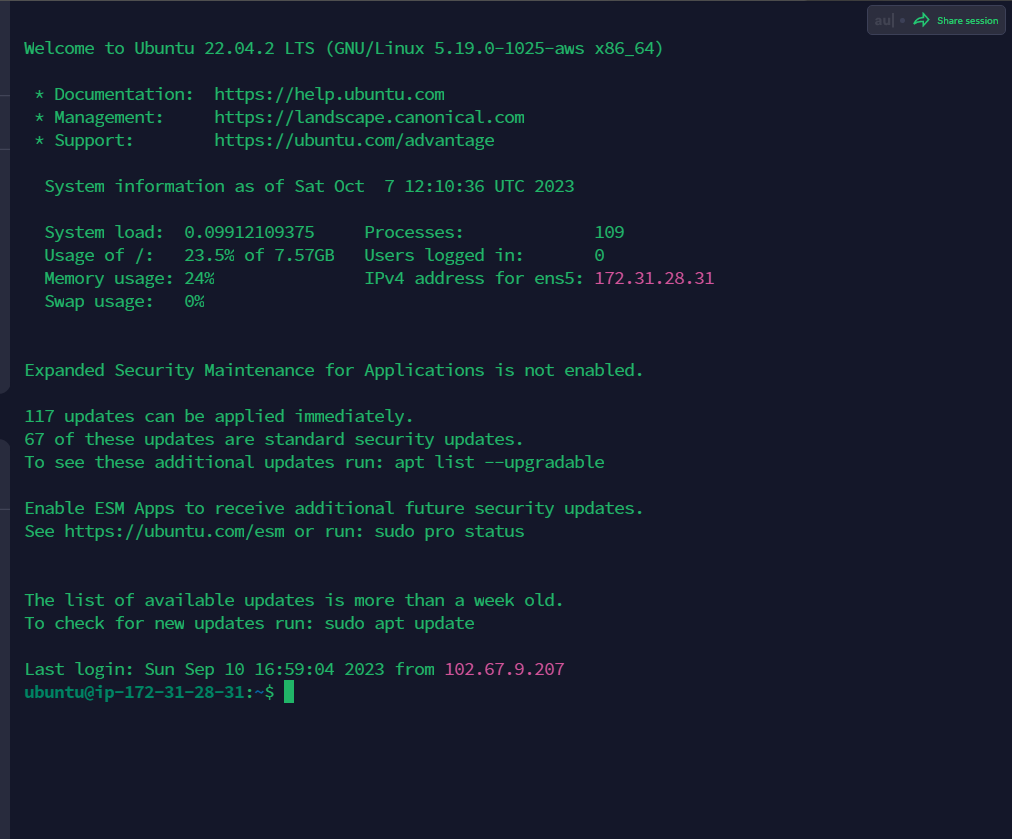 au| Share session
Welcome to Ubuntu 22.04.2 LTS (GNU/Linux 5.19.0-1025-aws x86_64)
* Documentation:  https://help.ubuntu.com
* Management:     https://landscape.canonical.com
* Support:        https://ubuntu.com/advantage
System information as of Sat Oct  7 12:10:36 UTC 2023
System load:  0.09912109375     Processes:             109
Usage of /:   23.5% of 7.57GB   Users logged in:       0
Memory usage: 24%               IPv4 address for ens5: 172.31.28.31
Swap usage:   0%
Expanded Security Maintenance for Applications is not enabled.
117 updates can be applied immediately.
67 of these updates are standard security updates.
To see these additional updates run: apt list --upgradable
Enable ESM Apps to receive additional future security updates.
See https://ubuntu.com/esm or run: sudo pro status
The list of available updates is more than a week old.
To check for new updates run: sudo apt update
Last login: Sun Sep 10 16:59:04 2023 from 102.67.9.207
ubuntu@ip-172-31-28-31:~$